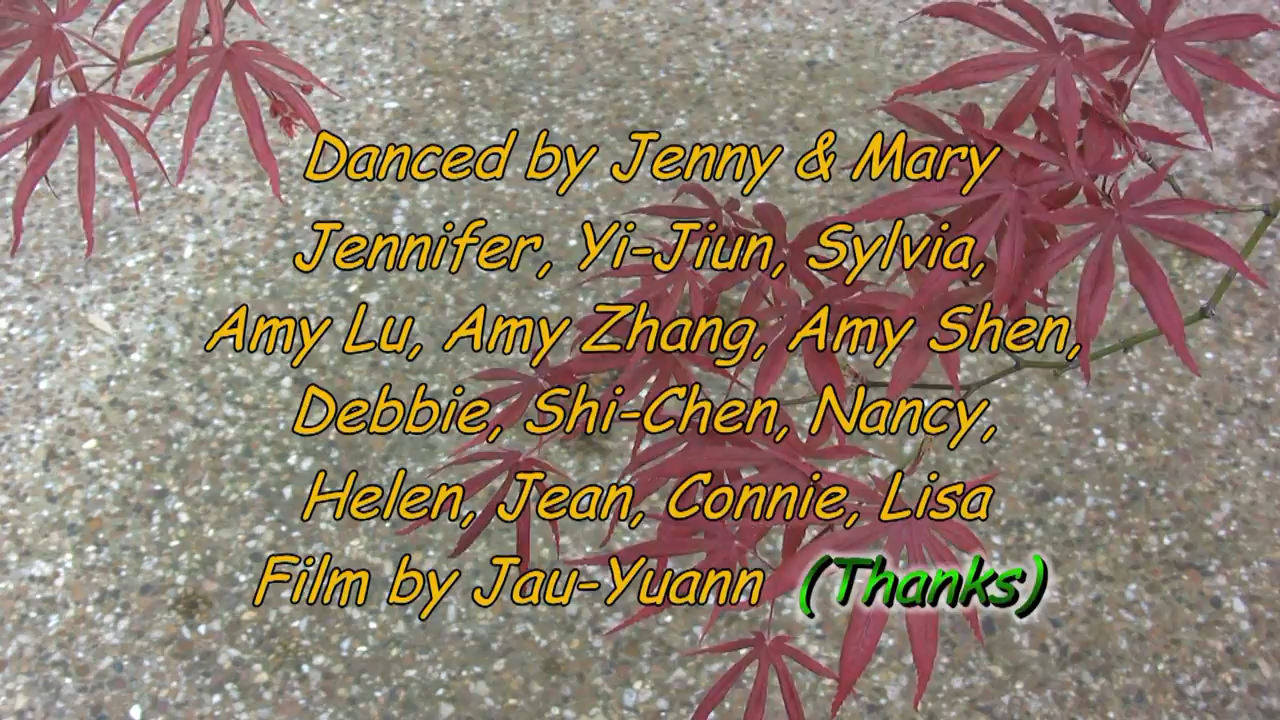 Danced by Jenny & Mary
Jennifer, Yi-Jiun, Sylvia,
Amy Lu, Amy Zhang, Amy Shen,
Debbie, Shi-Chen, Nancy,
Helen, Jean, Connie, Lisa
Film by Jau-Yuann (Thanks)